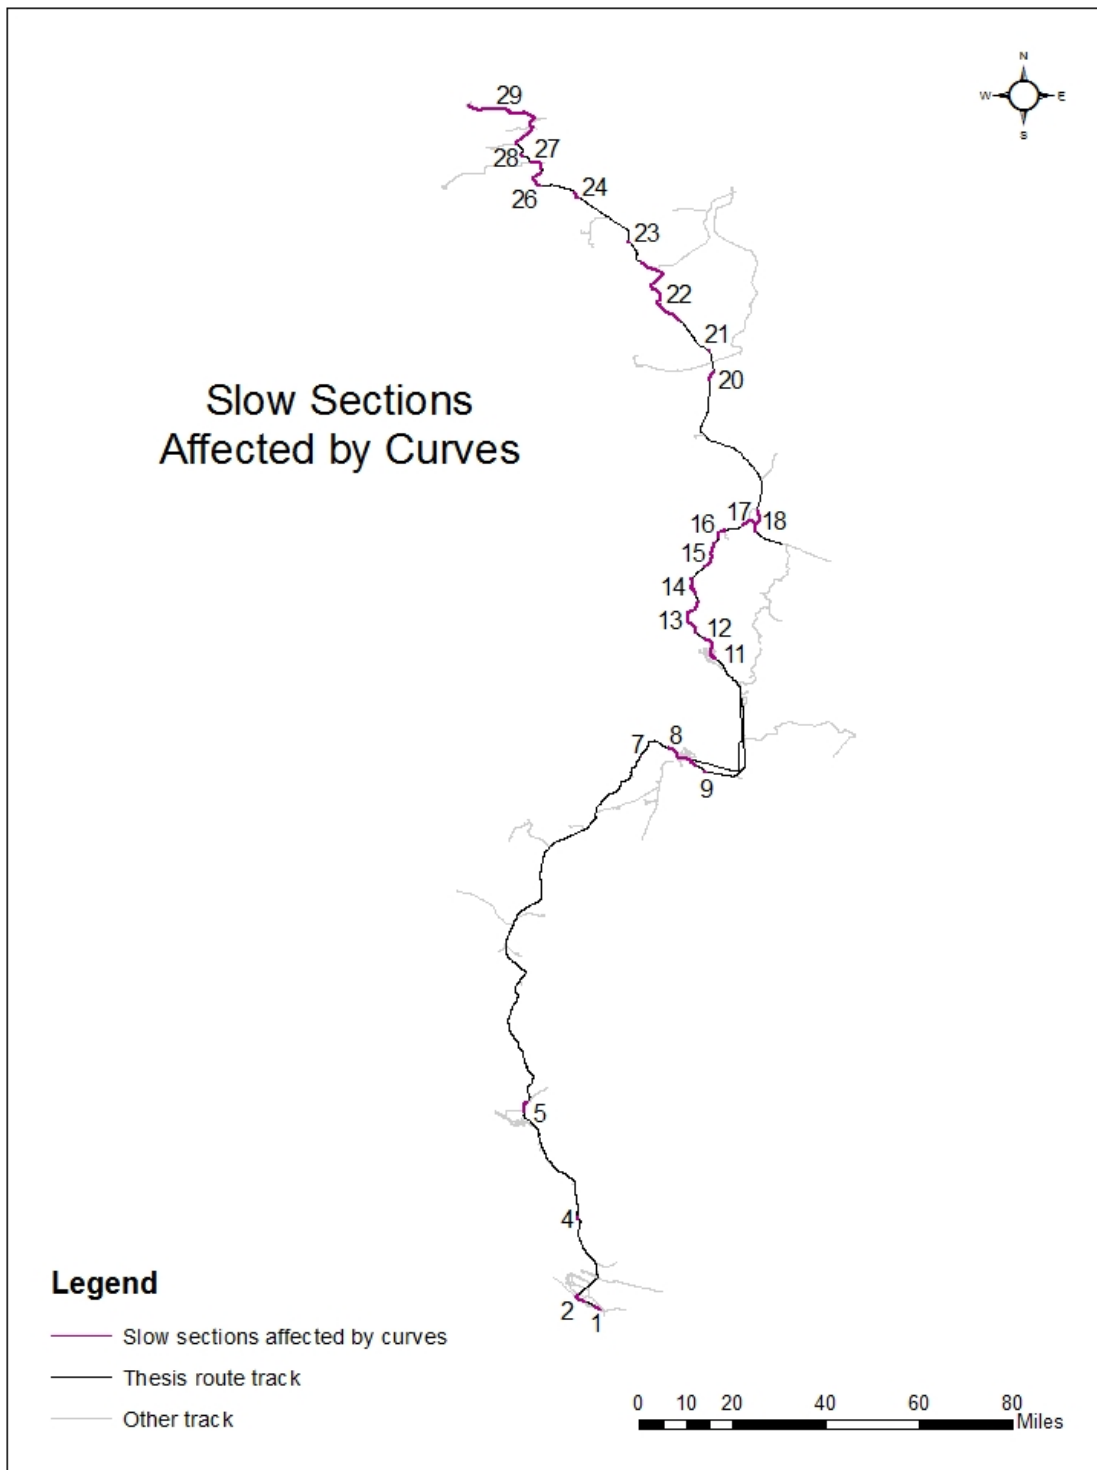 N
W E
S
29
27
28
24
26
23
22
21
20
Slow Sections
Affected by Curves
17
16 18
15
14
13 12
11
7 8
9
5
4
2 1
Legend
Slow sections affected by curves
Thesis route track
Other track
0 10 20 40 60 80
Miles